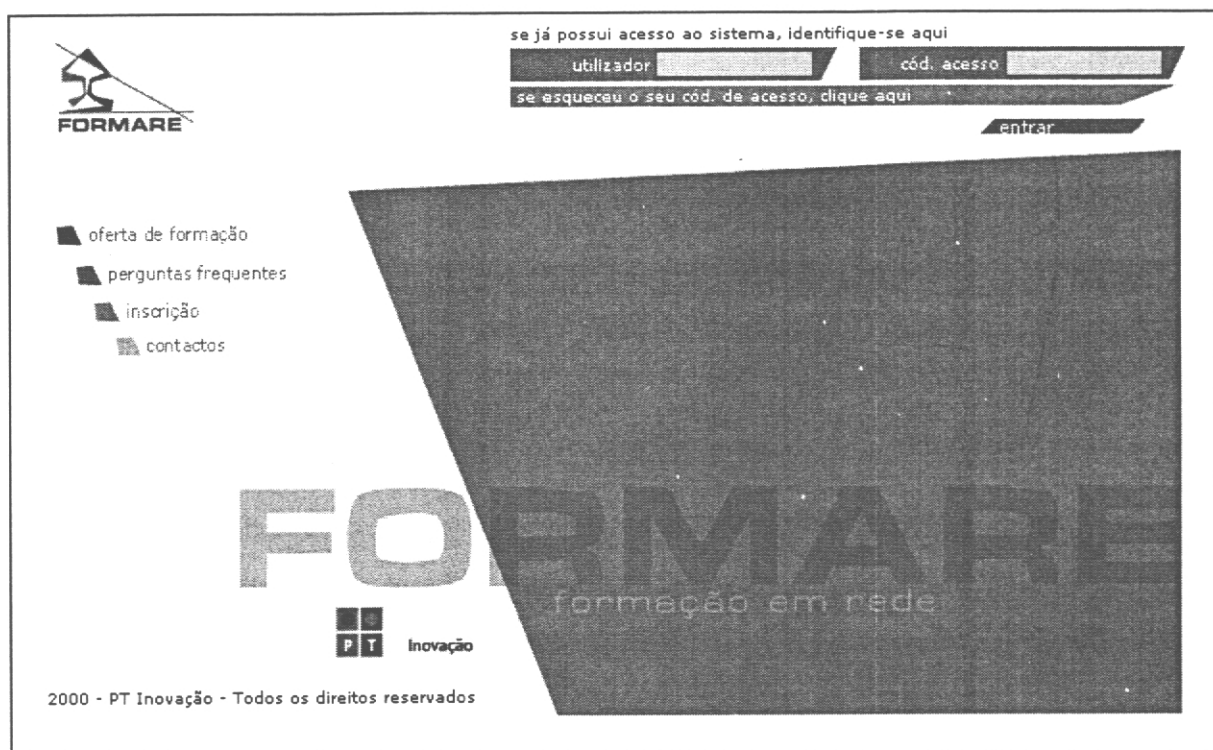 se já possui acesso ao sistema, identifique-se aqui
utilizador cód. acesso
se esqueceu o seu cód. de acesso, clique aqui
entrar
FORMARE
oferta de formação
perguntas frequentes
inscrição
contactos
FORMARE
formação em rede
PT Inovação
2000 - PT Inovação - Todos os direitos reservados